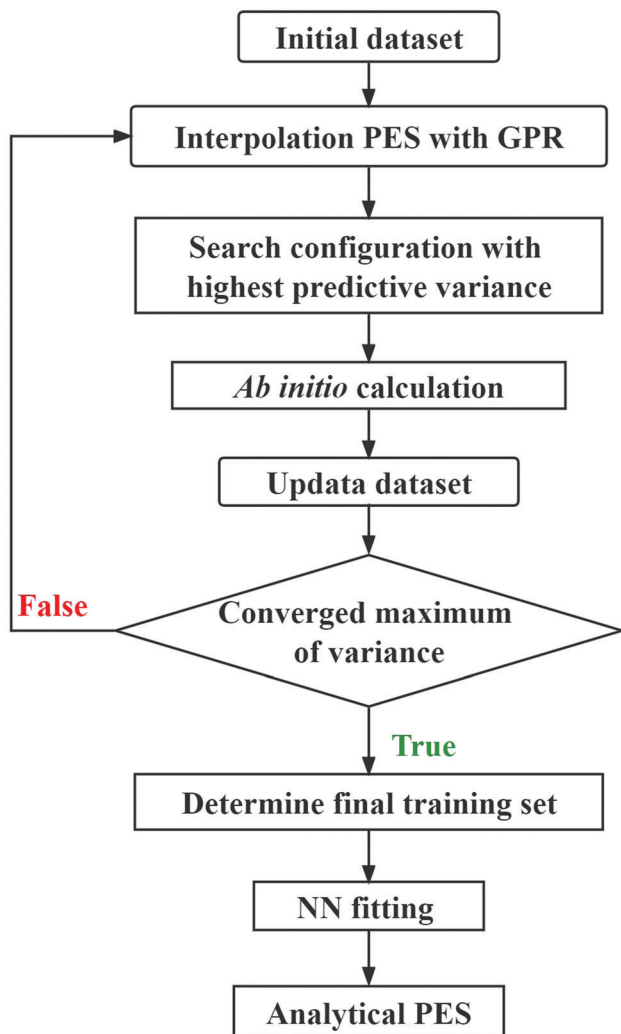 Initial dataset
Interpolation PES with GPR
Search configuration with
highest predictive variance
Ab initio calculation
Updata dataset
False
Converged maximum
of variance
True
Determine final training set
NN fitting
Analytical PES